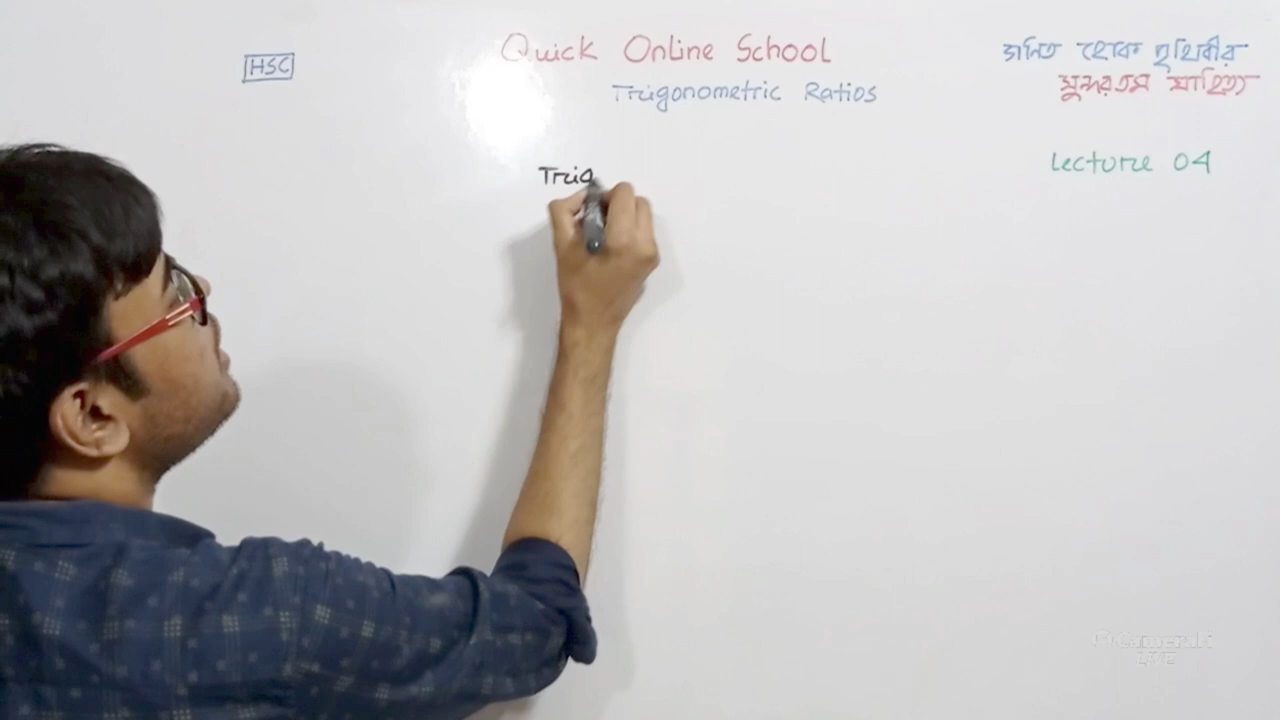 HSC
Quick Online School
Trigonometric Ratios
গণিত হোক পৃথিবীর
সুন্দরতম সাহিত্য
Lecture 04
Trig